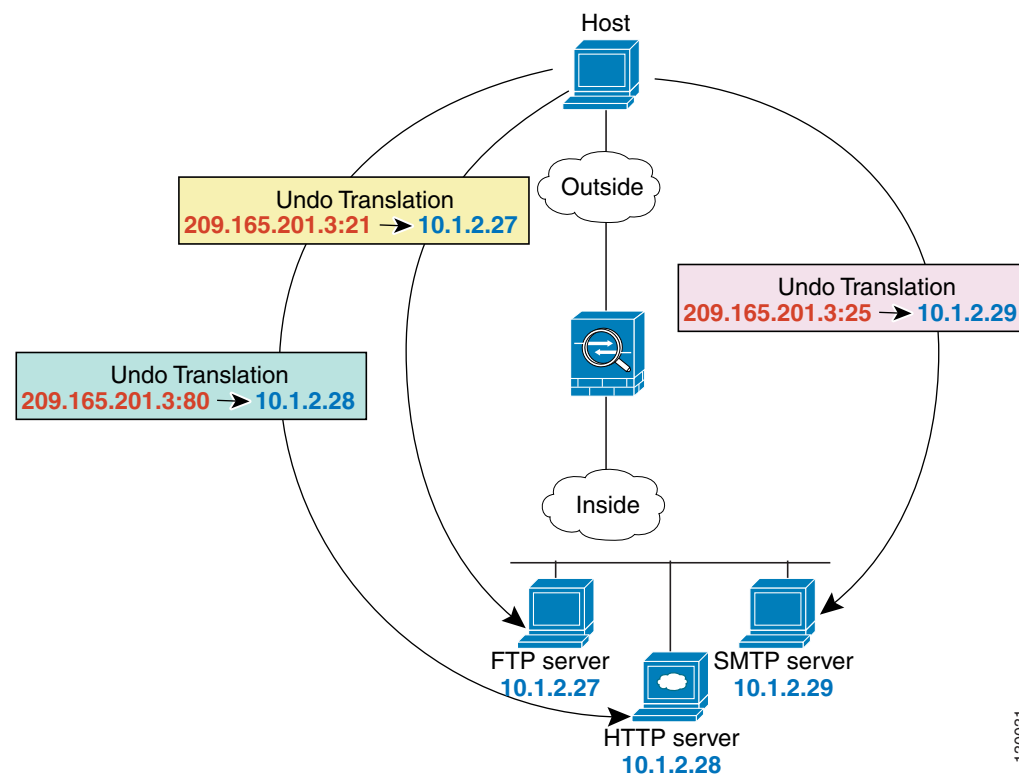 Host
Outside
Undo Translation
209.165.201.3:21 → 10.1.2.27
Undo Translation
209.165.201.3:25 → 10.1.2.29
Undo Translation
209.165.201.3:80 → 10.1.2.28
Inside
FTP server
10.1.2.27
SMTP server
10.1.2.29
HTTP server
10.1.2.28